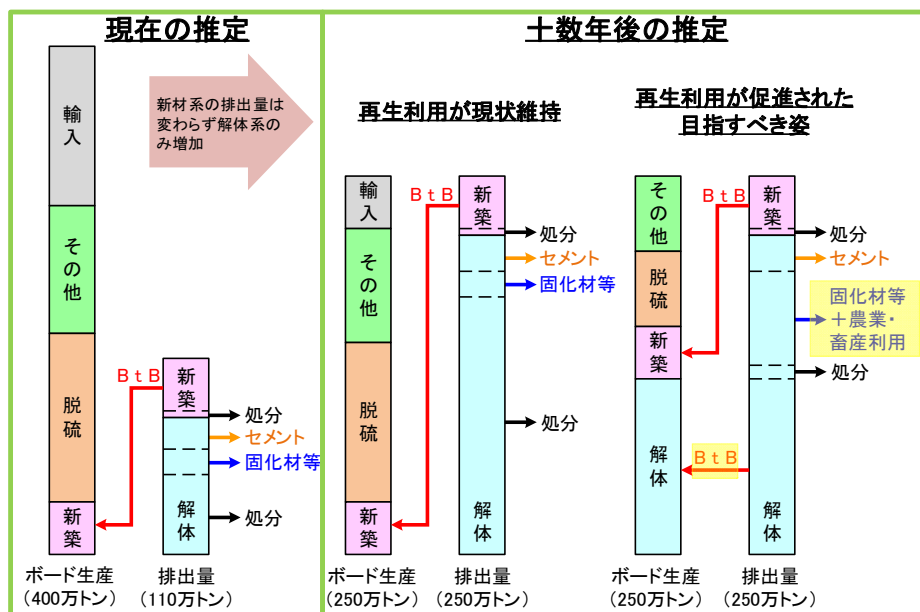 現在の推定
十数年後の推定
新材系の排出量は
変わらず解体系の
み増加
再生利用が現状維持
再生利用が促進された
目指すべき姿
輸入
その他
脱硫
新築
BtB
新築
解体
処分
セメント
固化材等
処分
ボード生産
(400万トン)
排出量
(110万トン)
輸入
その他
脱硫
新築
BtB
新築
解体
処分
セメント
固化材等
処分
ボード生産
(250万トン)
排出量
(250万トン)
その他
脱硫
新築
解体
BtB
BtB
新築
解体
処分
セメント
固化材等
+農業・
畜産利用
処分
ボード生産
(250万トン)
排出量
(250万トン)